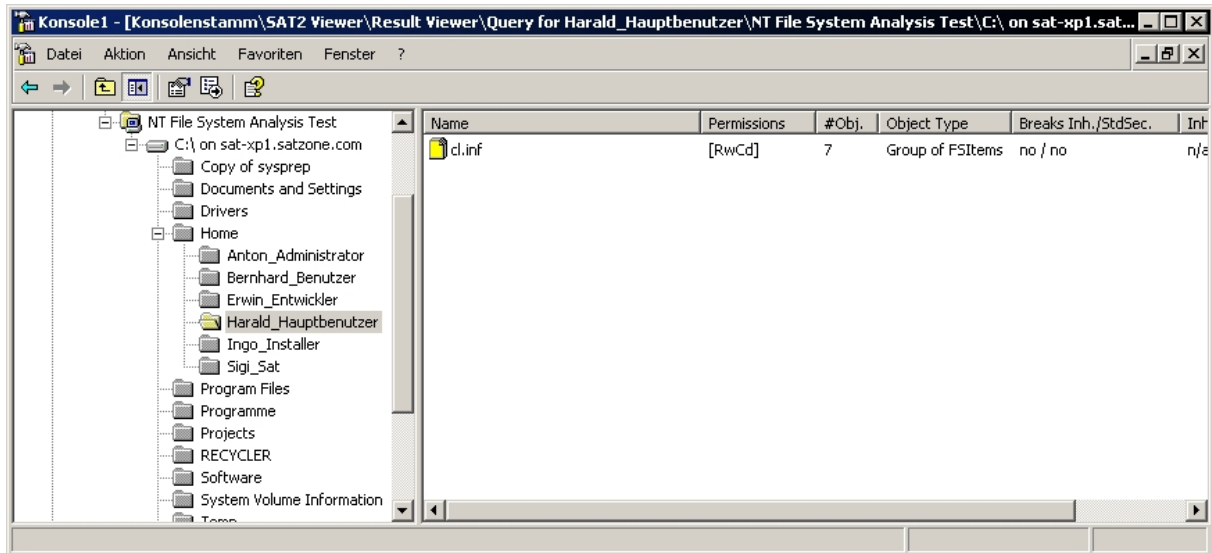 Konsole1 - [Konsolenstamm\SAT2 Viewer\Result Viewer\Query for Harald_Hauptbenutzer\NT File System Analysis Test\C:\ on sat-xp1.sat...
Datei Aktion Ansicht Favoriten Fenster ?
NT File System Analysis Test
C:\ on sat-xp1.satzone.com
Copy of sysprep
Documents and Settings
Drivers
Home
Anton_Administrator
Bernhard_Benutzer
Erwin_Entwickler
Harald_Hauptbenutzer
Ingo_Installer
Sigi_Sat
Program Files
Programme
Projects
RECYCLER
Software
System Volume Information
Temp
Name Permissions #Obj. Object Type Breaks Inh./StdSec. Inh
cl.inf [RwCd] 7 Group of FSItems no / no n/a